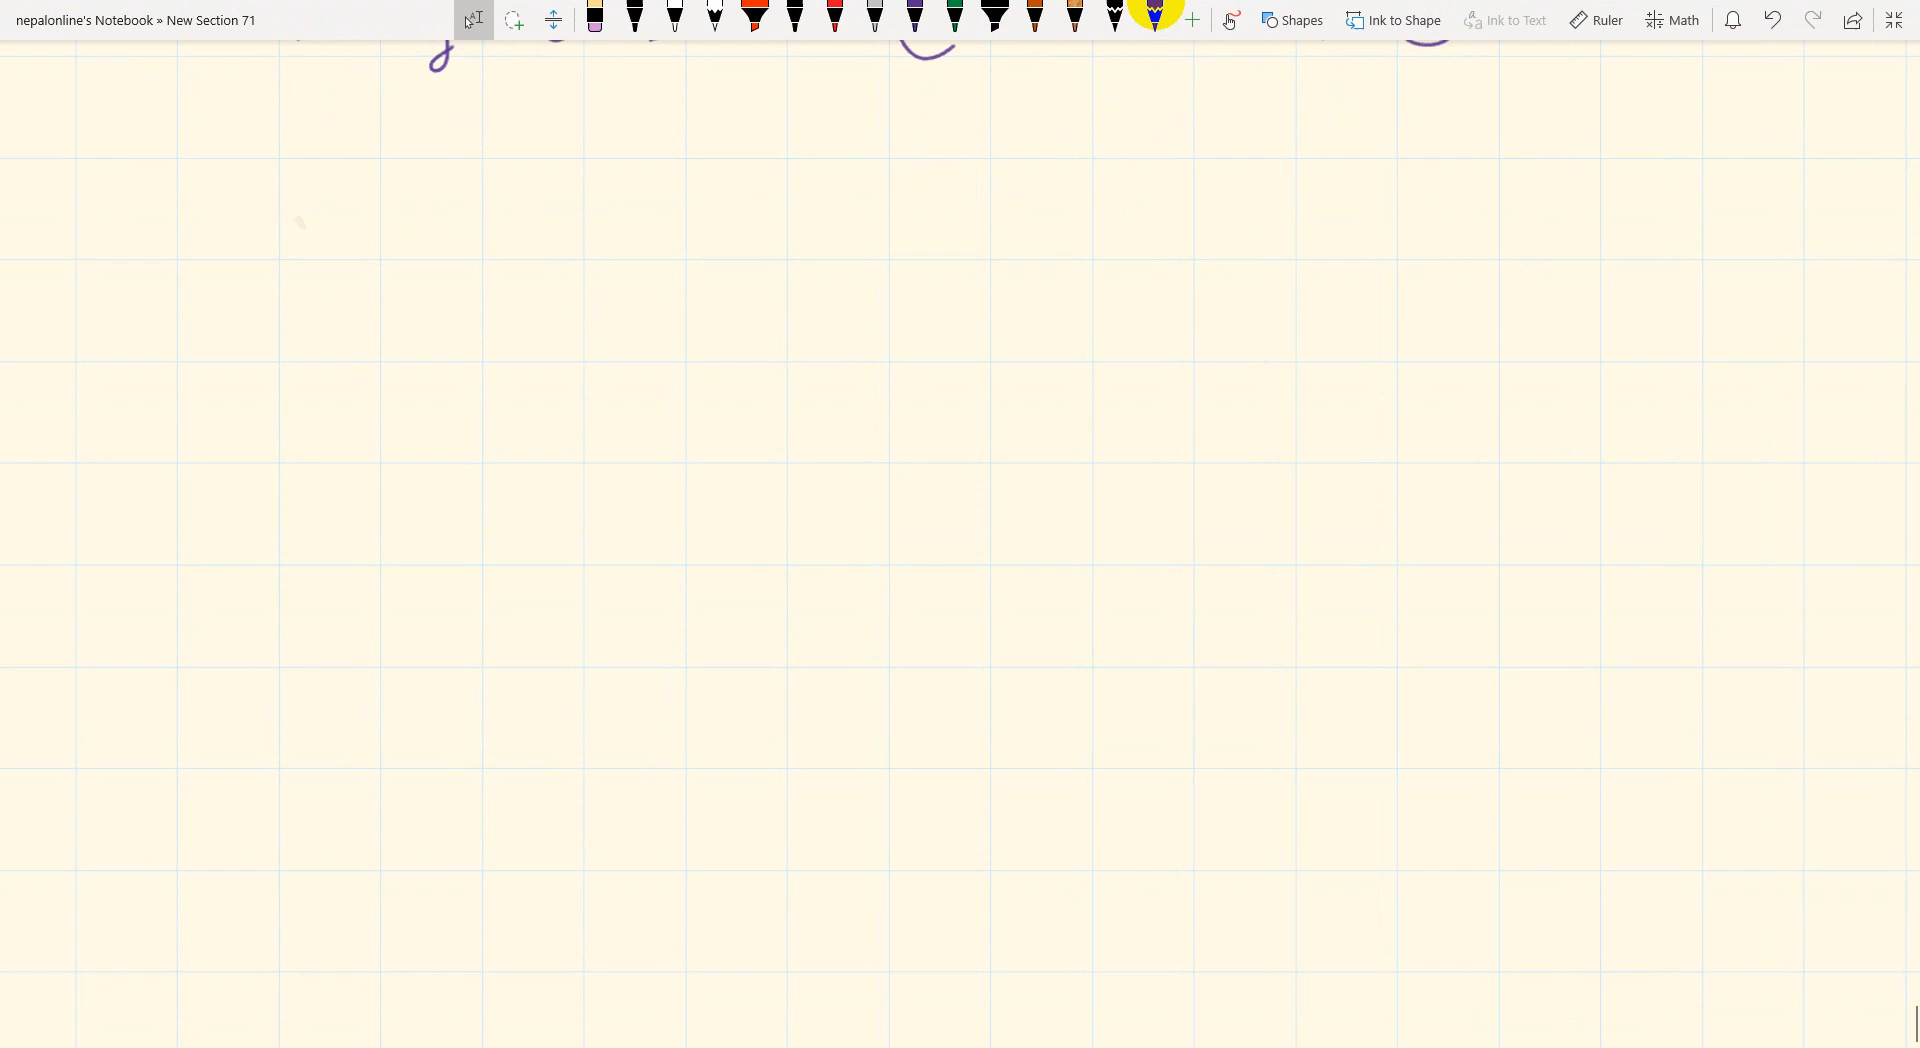 nepalonline's Notebook » New Section 71
Shapes Ink to Shape Ink to Text Ruler Math